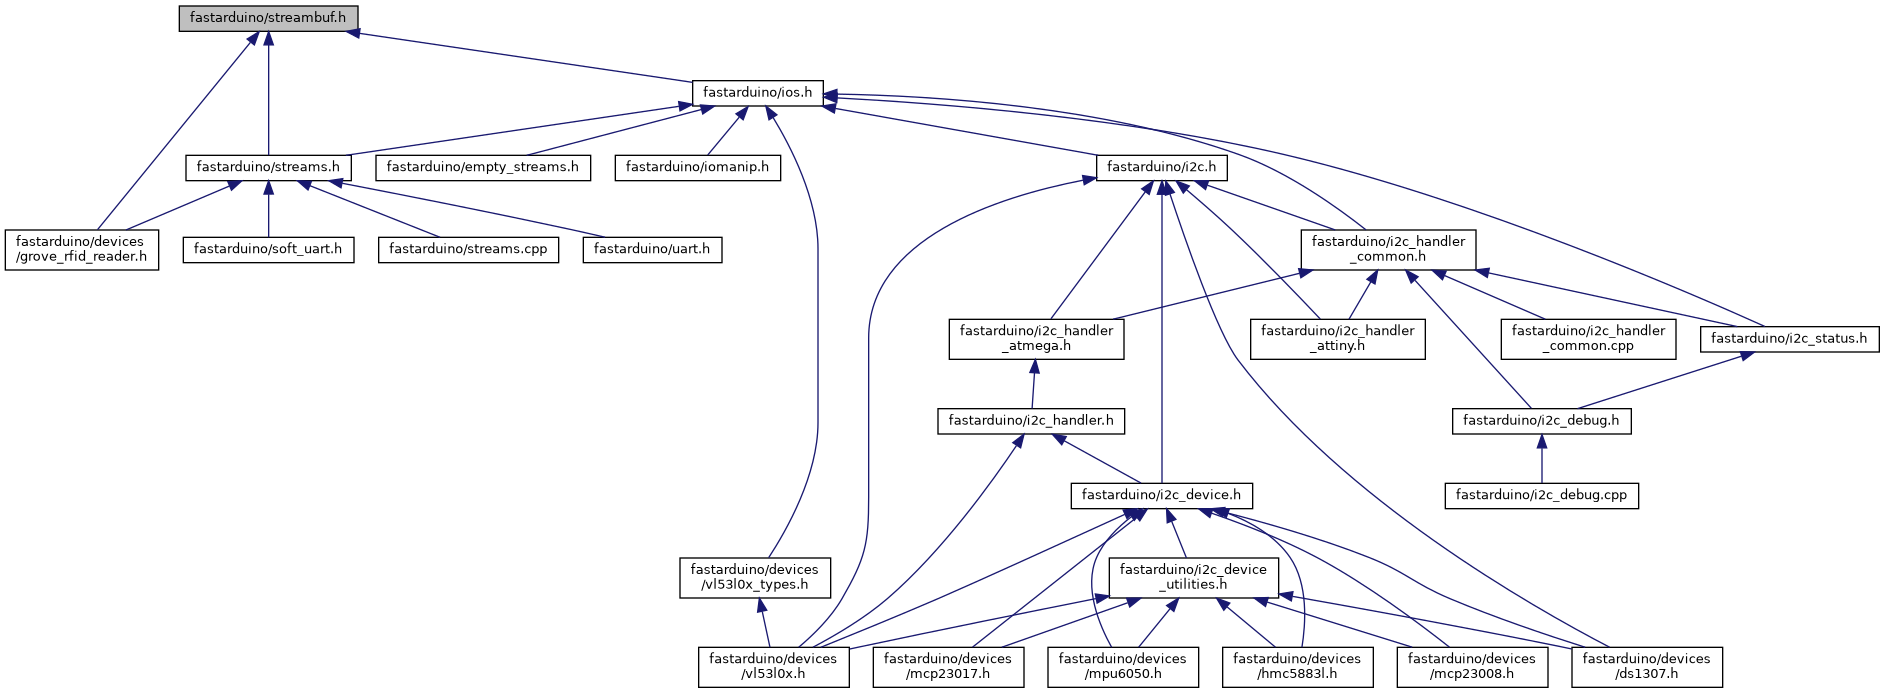 fastarduino/streambuf.h
fastarduino/ios.h
fastarduino/streams.h
fastarduino/empty_streams.h
fastarduino/iomanip.h
fastarduino/i2c.h
fastarduino/devices
/grove_rfid_reader.h
fastarduino/soft_uart.h
fastarduino/streams.cpp
fastarduino/uart.h
fastarduino/i2c_handler
_common.h
fastarduino/i2c_handler
_atmega.h
fastarduino/i2c_handler
_attiny.h
fastarduino/i2c_handler
_common.cpp
fastarduino/i2c_status.h
fastarduino/i2c_handler.h
fastarduino/i2c_debug.h
fastarduino/i2c_device.h
fastarduino/i2c_debug.cpp
fastarduino/devices
/vl53l0x_types.h
fastarduino/i2c_device
_utilities.h
fastarduino/devices
/vl53l0x.h
fastarduino/devices
/mcp23017.h
fastarduino/devices
/mpu6050.h
fastarduino/devices
/hmc5883l.h
fastarduino/devices
/mcp23008.h
fastarduino/devices
/ds1307.h